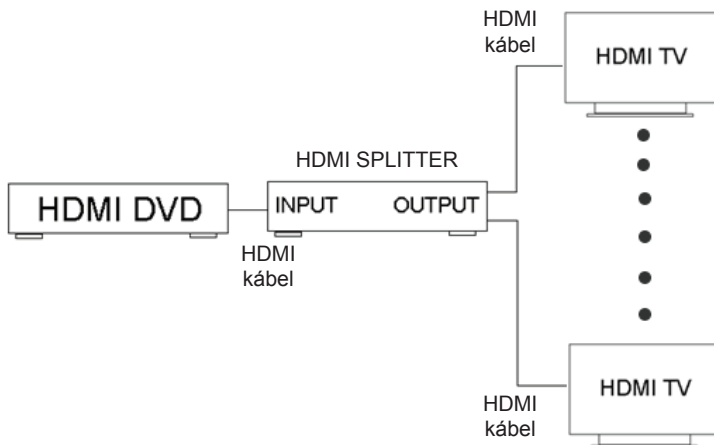 HDMI
kábel
HDMI TV
HDMI SPLITTER
HDMI DVD
INPUT OUTPUT
HDMI
kábel
HDMI TV
HDMI
kábel